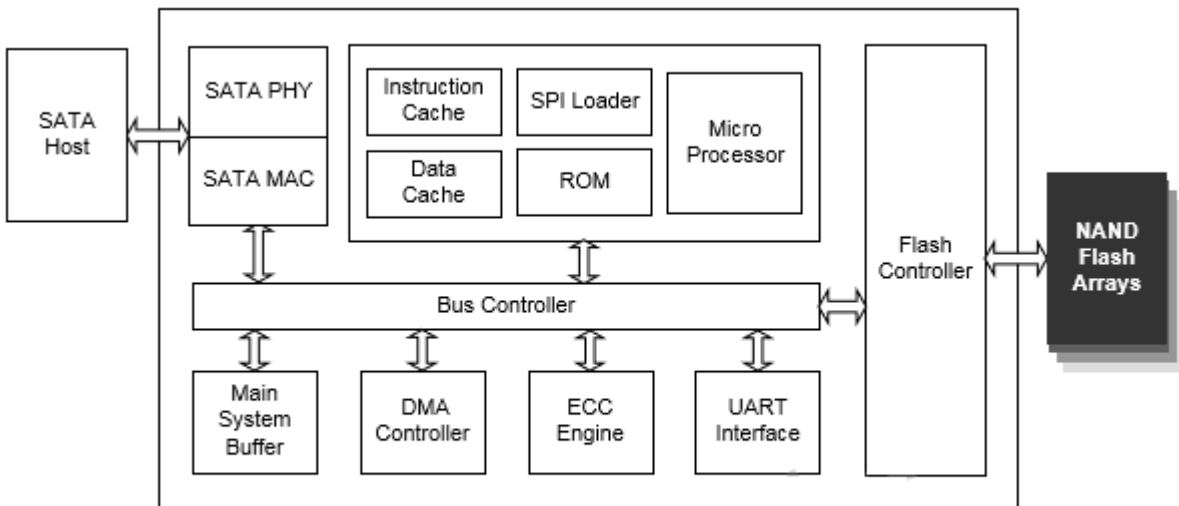 SATA
Host
SATA PHY
SATA MAC
Instruction
Cache
SPI Loader
Data
Cache
ROM
Micro
Processor
Flash
Controller
NAND
Flash
Arrays
Bus Controller
Main
System
Buffer
DMA
Controller
ECC
Engine
UART
Interface